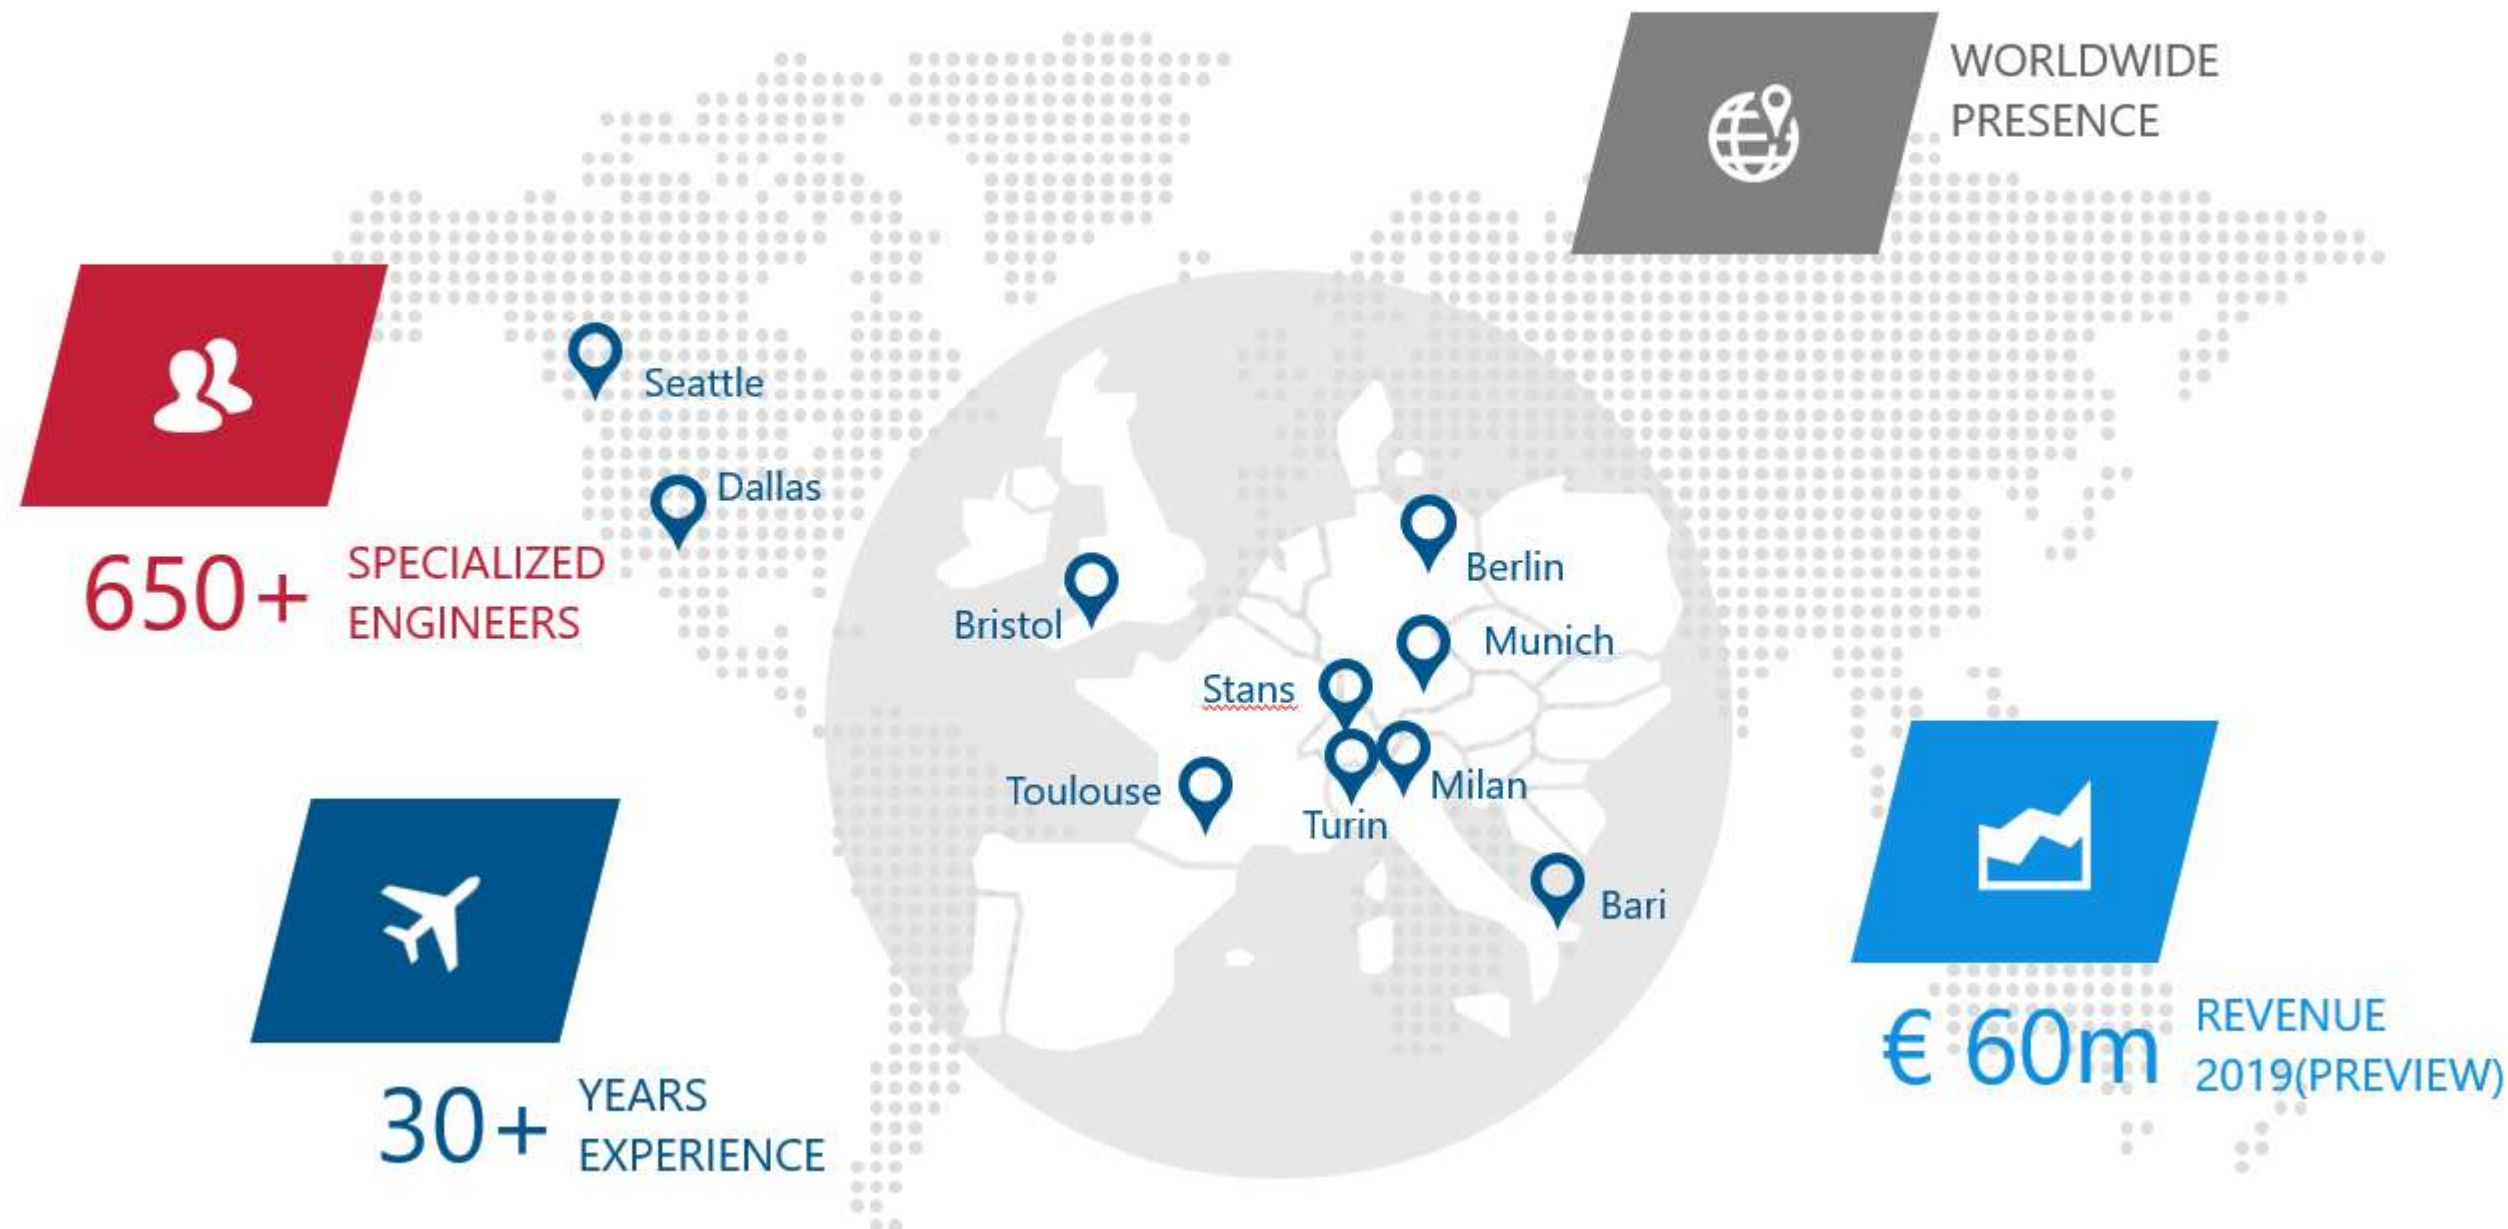 WORLDWIDE
PRESENCE
Seattle
Dallas
650+
SPECIALIZED
ENGINEERS
Berlin
Bristol
Munich
Stans
Toulouse
Milan
Turin
Bari
€ 60m
REVENUE
2019(PREVIEW)
30+
YEARS
EXPERIENCE